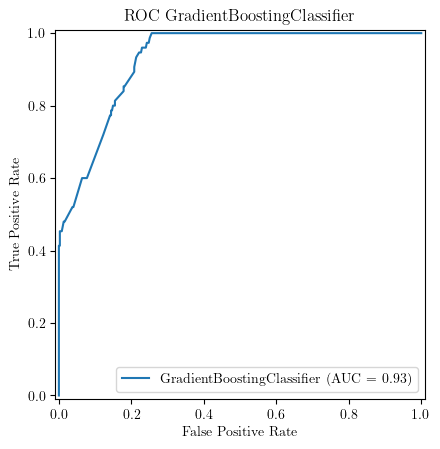 ROC GradientBoostingClassifier
1.0
0.8
0.6
0.4
0.2
0.0
True Positive Rate
GradientBoostingClassifier (AUC = 0.93)
0.0 0.2 0.4 0.6 0.8 1.0
False Positive Rate